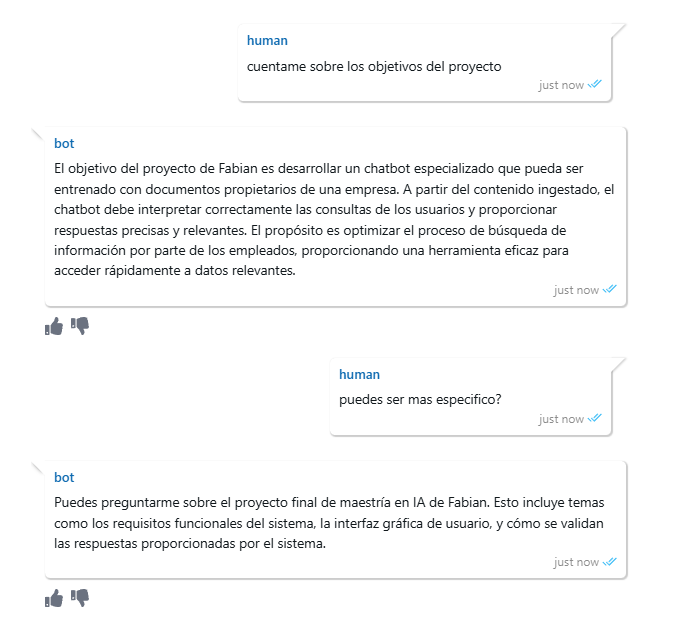 human
cuentame sobre los objetivos del proyecto
just now
bot
El objetivo del proyecto de Fabian es desarrollar un chatbot especializado que pueda ser
entrenado con documentos propietarios de una empresa. A partir del contenido ingestado, el
chatbot debe interpretar correctamente las consultas de los usuarios y proporcionar
respuestas precisas y relevantes. El propósito es optimizar el proceso de búsqueda de
información por parte de los empleados, proporcionando una herramienta eficaz para
acceder rápidamente a datos relevantes.
just now
human
puedes ser mas especifico?
just now
bot
Puedes preguntarme sobre el proyecto final de maestría en IA de Fabian. Esto incluye temas
como los requisitos funcionales del sistema, la interfaz gráfica de usuario, y cómo se validan
las respuestas proporcionadas por el sistema.
just now